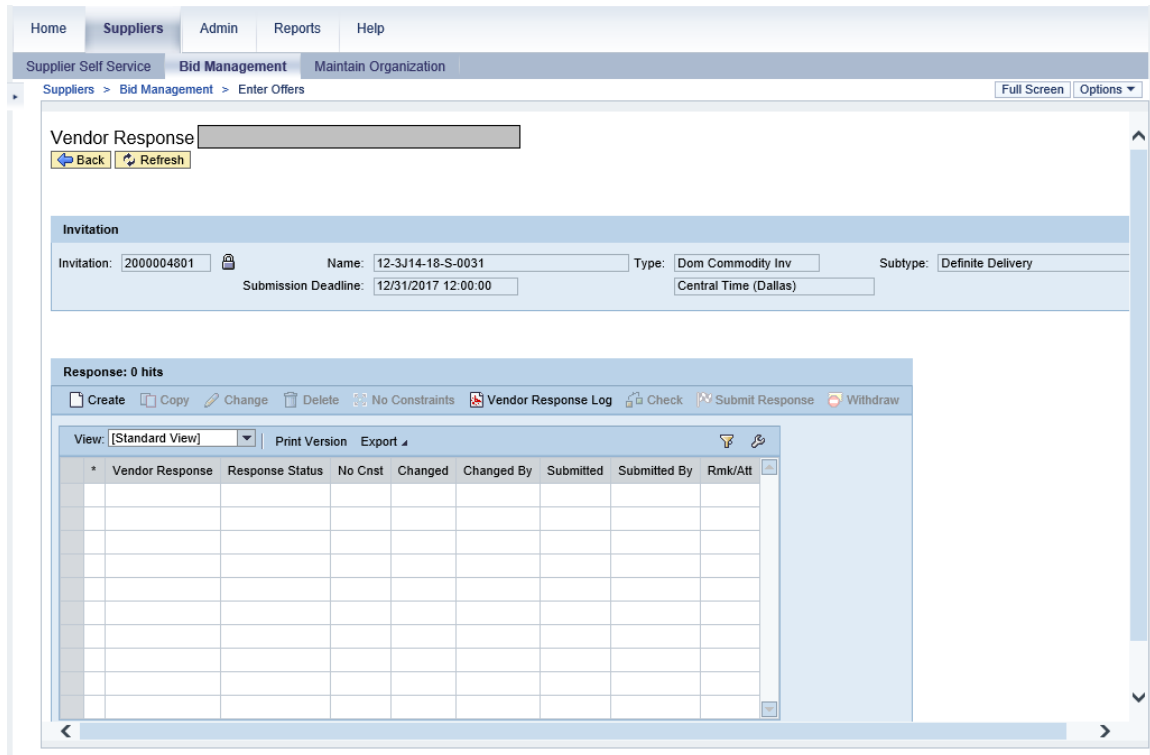 Home Suppliers Admin Reports Help
Supplier Self Service Bid Management Maintain Organization
Suppliers > Bid Management > Enter Offers Full Screen Options
Vendor Response
Back Refresh
Invitation
Invitation: 2000004801 Name: 12-3J14-18-S-0031 Type: Dom Commodity Inv Subtype: Definite Delivery
Submission Deadline: 12/31/2017 12:00:00 Central Time (Dallas)
Response: 0 hits
Create Copy Change Delete No Constraints Vendor Response Log Check Submit Response Withdraw
View: [Standard View] Print Version Export
* Vendor Response Response Status No Cnst Changed Changed By Submitted Submitted By Rmk/Att